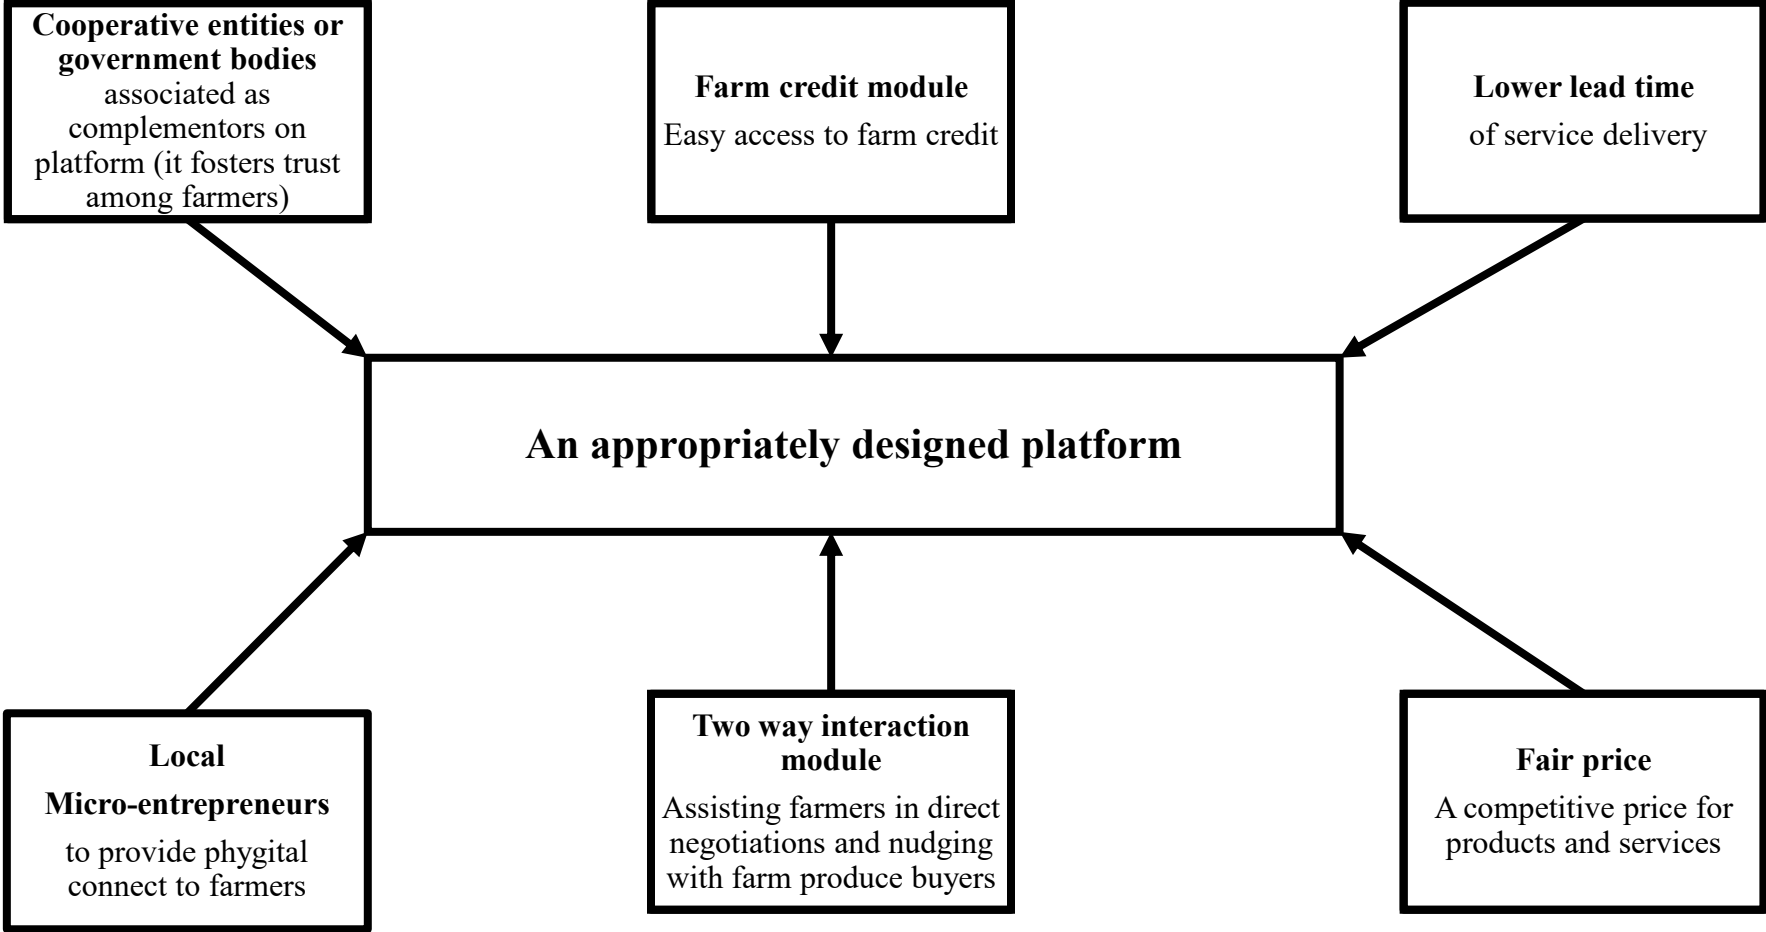 Cooperative entities or
government bodies
associated as
complementors on
platform (it fosters trust
among farmers)
Farm credit module
Easy access to farm credit
Lower lead time
of service delivery
An appropriately designed platform
Local
Micro-entrepreneurs
to provide phygital
connect to farmers
Two way interaction
module
Assisting farmers in direct
negotiations and nudging
with farm produce buyers
Fair price
A competitive price for
products and services